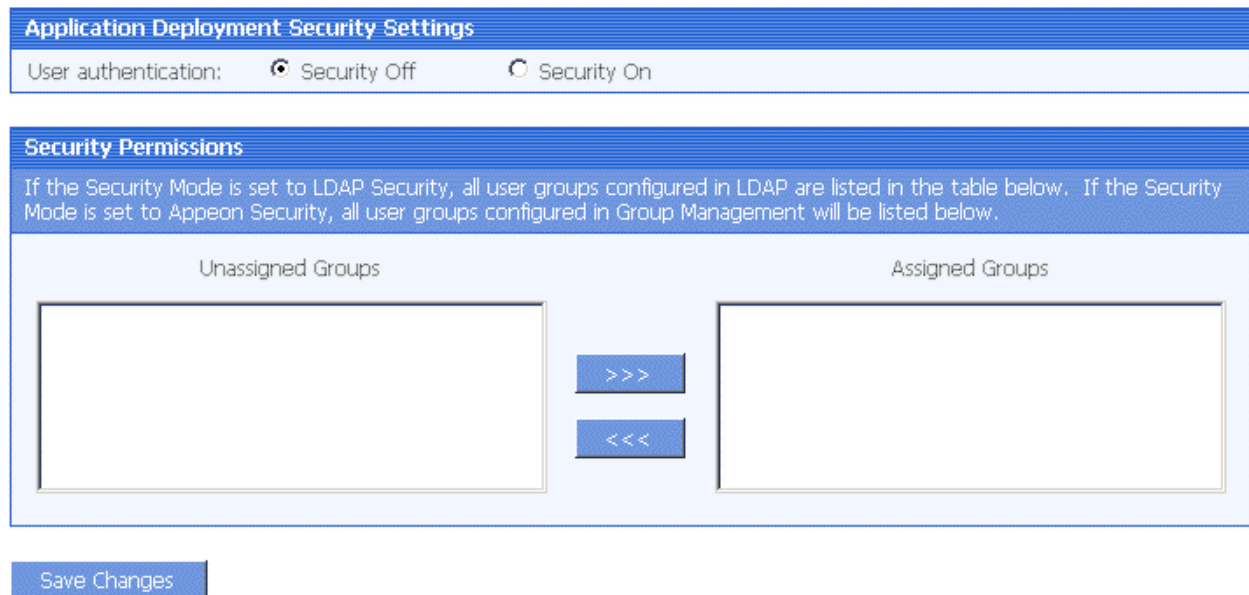 Application Deployment Security Settings
User authentication: Security Off Security On
Security Permissions
If the Security Mode is set to LDAP Security, all user groups configured in LDAP are listed in the table below. If the Security
Mode is set to Appeon Security, all user groups configured in Group Management will be listed below.
Unassigned Groups Assigned Groups
>>>
<<<
Save Changes